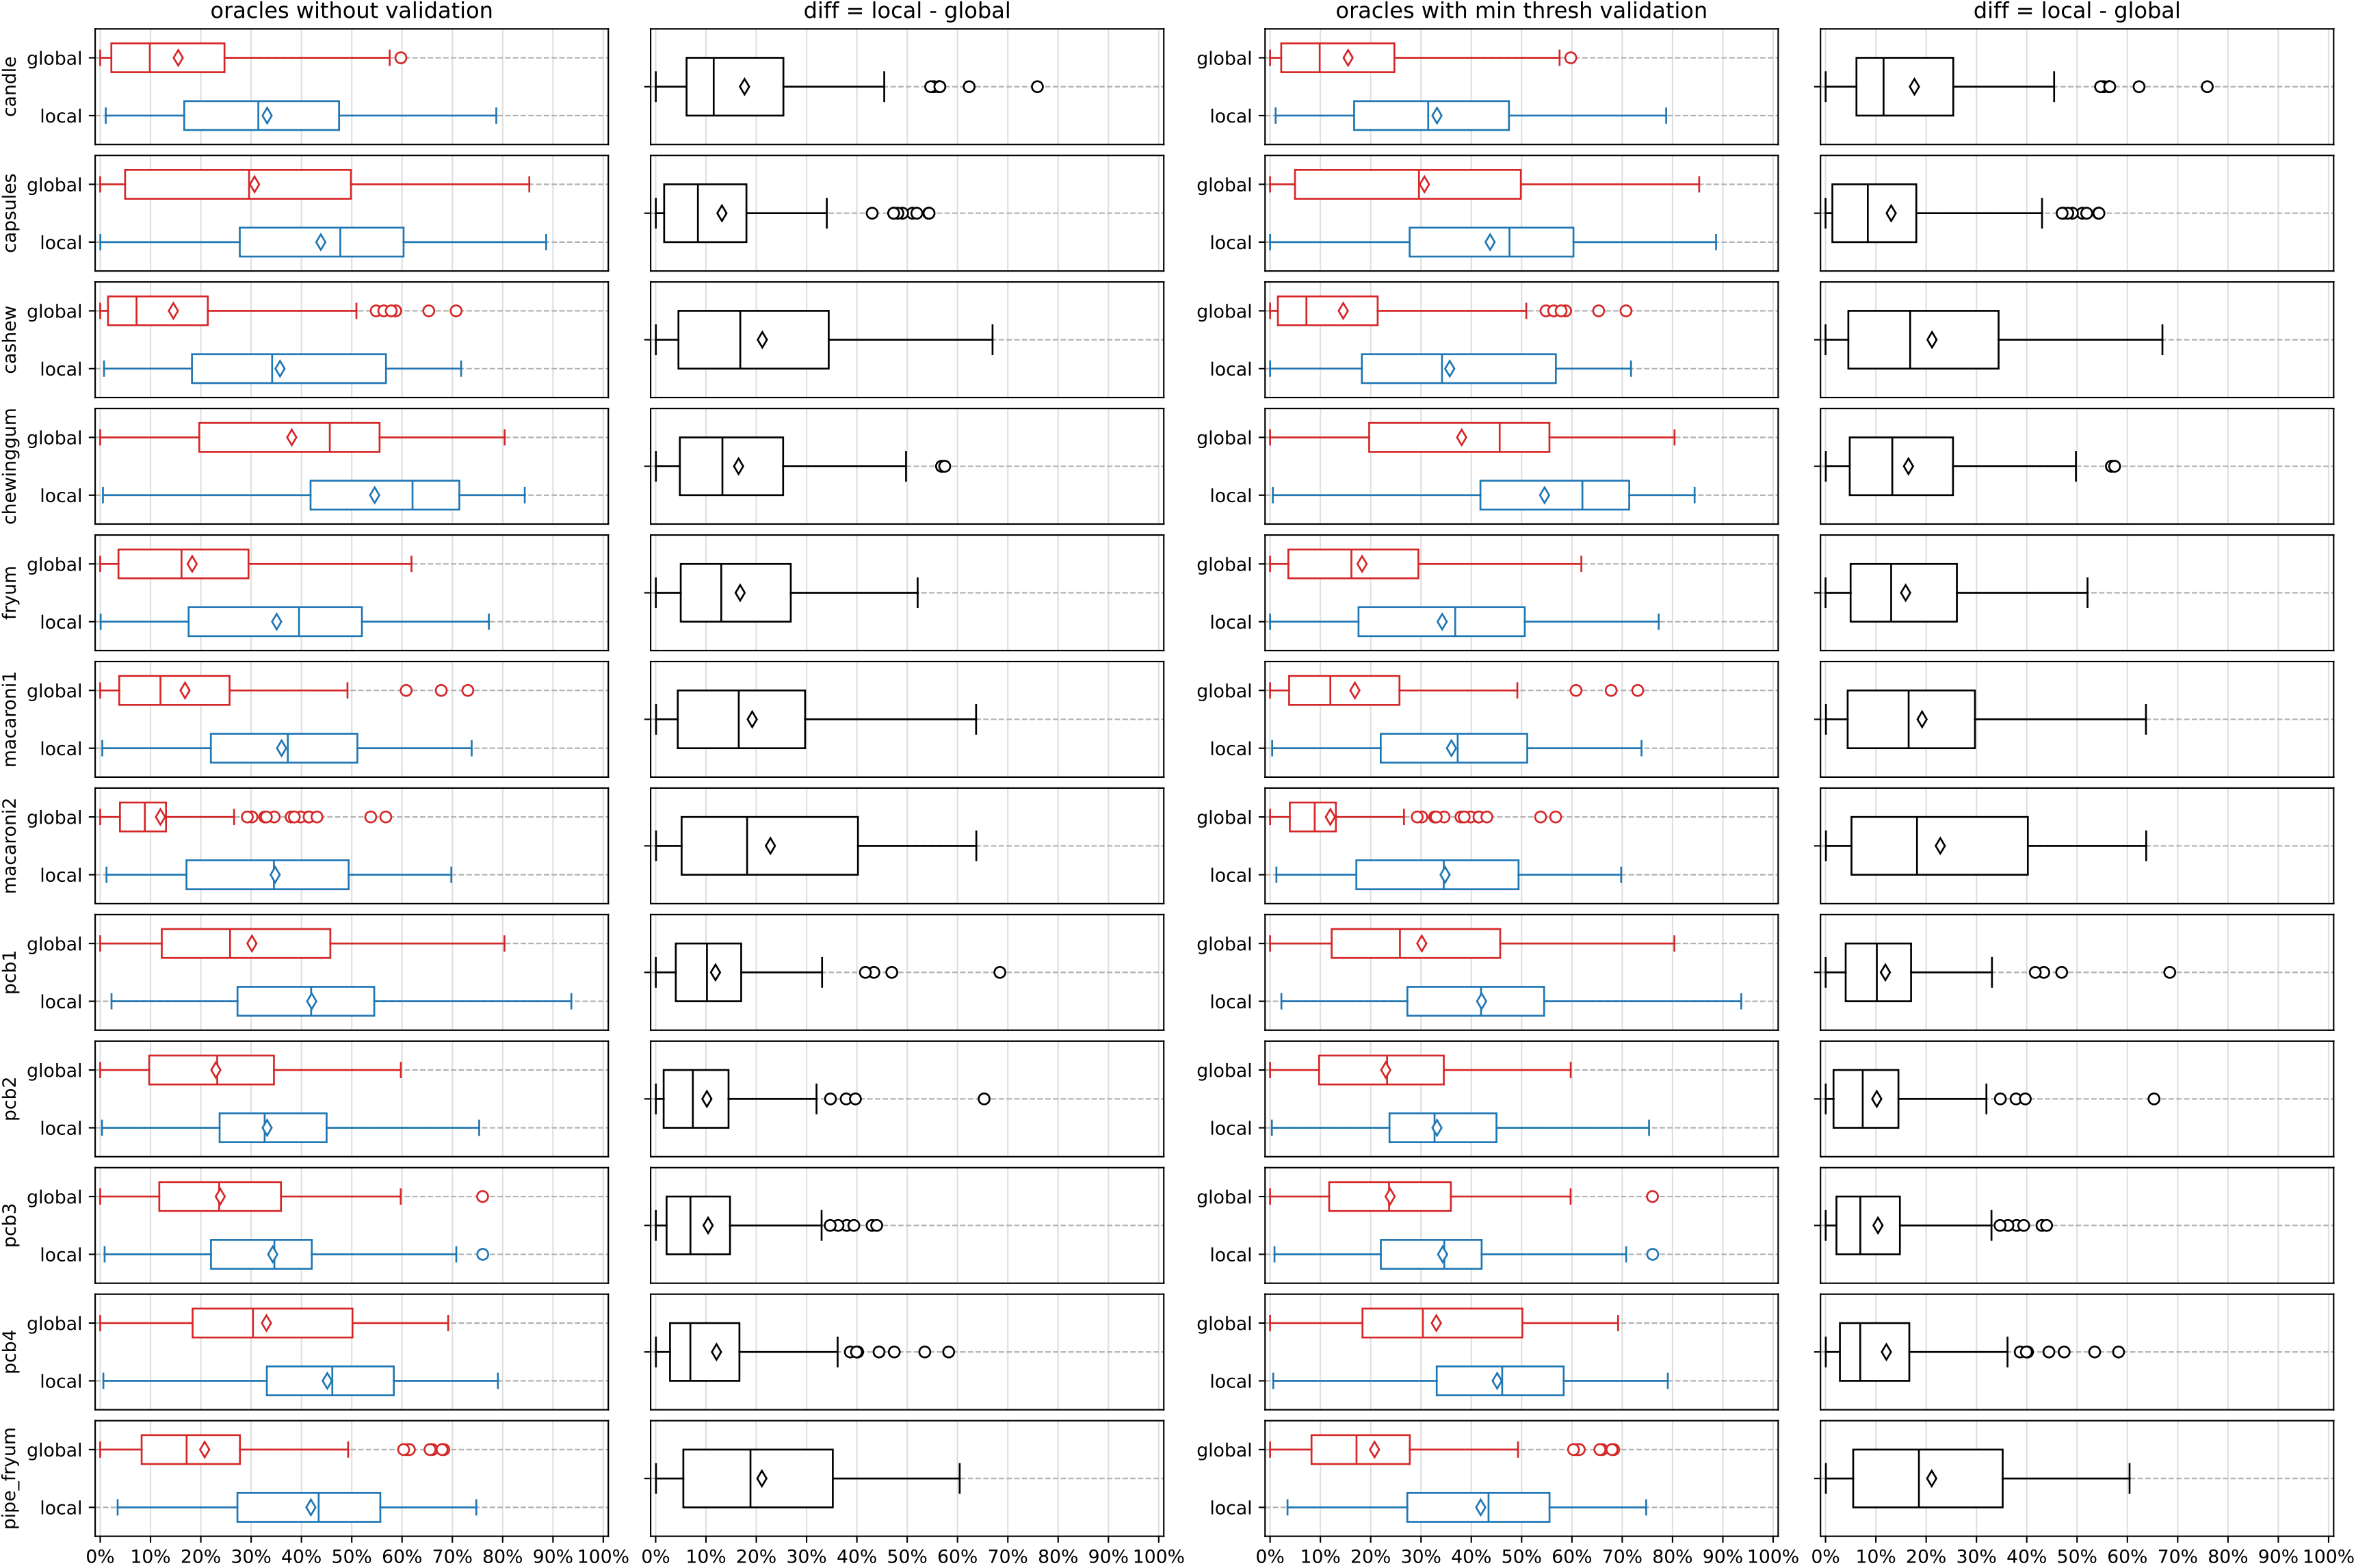 oracles without validation
diff = local - global
oracles with min thresh validation
diff = local - global
candle
global
local
global
local
capsules
global
local
global
local
cashew
global
local
global
local
chewinggum
global
local
global
local
fryum
global
local
global
local
macaroni1
global
local
global
local
macaroni2
global
local
global
local
pcb1
global
local
global
local
pcb2
global
local
global
local
pcb3
global
local
global
local
pcb4
global
local
global
local
pipe_fryum
global
local
global
local
0% 10% 20% 30% 40% 50% 60% 70% 80% 90% 100%
0% 10% 20% 30% 40% 50% 60% 70% 80% 90% 100%
0% 10% 20% 30% 40% 50% 60% 70% 80% 90% 100%
0% 10% 20% 30% 40% 50% 60% 70% 80% 90% 100%